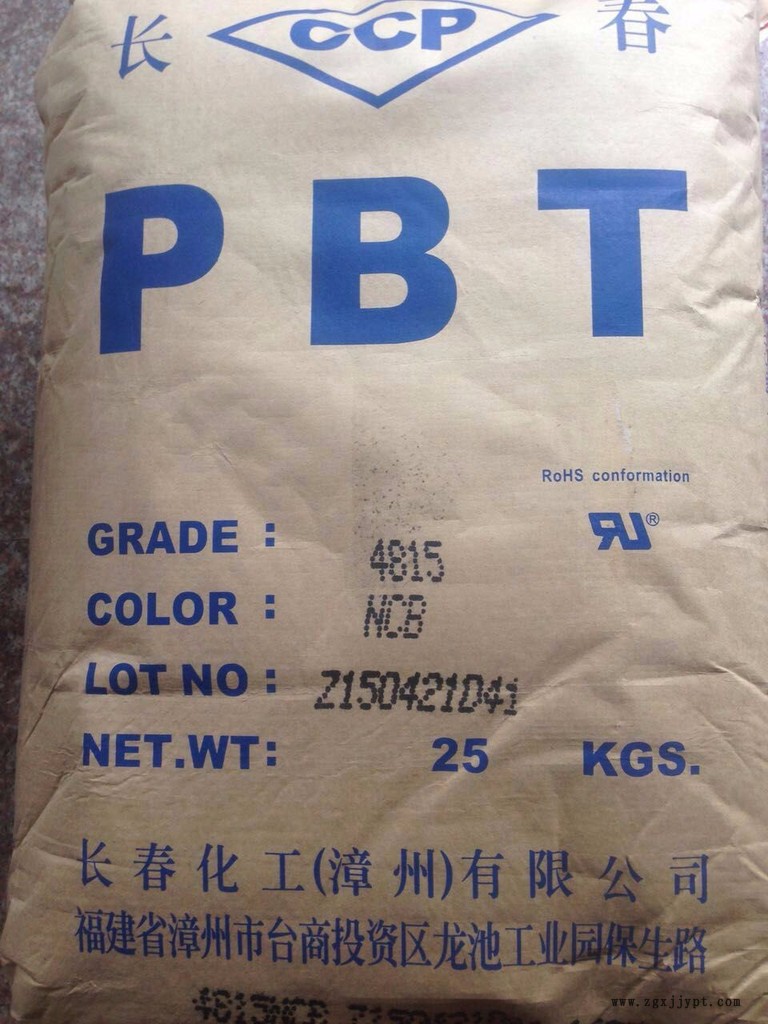 长 CCP 春
PBT
RoHS conformation
GRADE : 4815
COLOR : NCB
LOT NO : Z150421D41
NET.WT: 25 KGS.
长春化工(漳州)有限公司
福建省漳州市台商投资区龙池工业园保生路
4815NCB
www.zgxjjypt.com